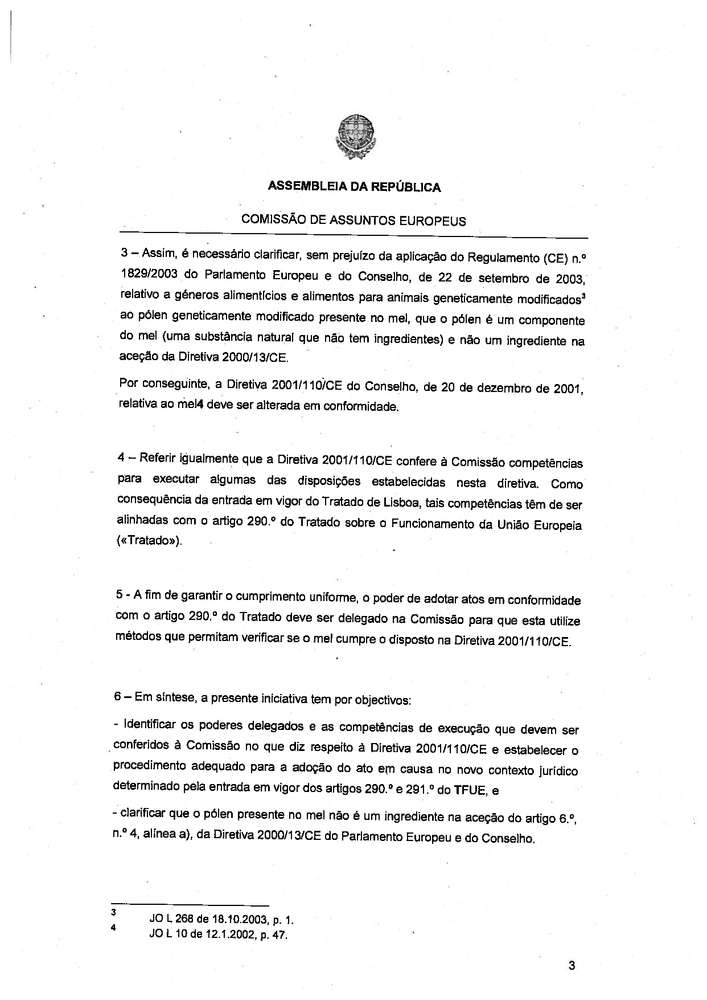 ASSEMBLEIA DA REPÚBLICA
COMISSÃO DE ASSUNTOS EUROPEUS
3 – Assim, é necessário clarificar, sem prejuízo da aplicação do Regulamento (CE) n.º
1829/2003 do Parlamento Europeu e do Conselho, de 22 de setembro de 2003,
relativo a géneros alimentícios e alimentos para animais geneticamente modificados³
ao pólen geneticamente modificado presente no mel, que o pólen é um componente
do mel (uma substância natural que não tem ingredientes) e não um ingrediente na
aceção da Diretiva 2000/13/CE.
Por conseguinte, a Diretiva 2001/110/CE do Conselho, de 20 de dezembro de 2001,
relativa ao mel4 deve ser alterada em conformidade.
4 – Referir igualmente que a Diretiva 2001/110/CE confere à Comissão competências
para executar algumas das disposições estabelecidas nesta diretiva. Como
consequência da entrada em vigor do Tratado de Lisboa, tais competências têm de ser
alinhadas com o artigo 290.º do Tratado sobre o Funcionamento da União Europeia
(«Tratado»).
5 - A fim de garantir o cumprimento uniforme, o poder de adotar atos em conformidade
com o artigo 290.º do Tratado deve ser delegado na Comissão para que esta utilize
métodos que permitam verificar se o mel cumpre o disposto na Diretiva 2001/110/CE.
6 – Em síntese, a presente iniciativa tem por objectivos:
- Identificar os poderes delegados e as competências de execução que devem ser
conferidos à Comissão no que diz respeito à Diretiva 2001/110/CE e estabelecer o
procedimento adequado para a adoção do ato em causa no novo contexto jurídico
determinado pela entrada em vigor dos artigos 290.º e 291.º do TFUE, e
- clarificar que o pólen presente no mel não é um ingrediente na aceção do artigo 6.º,
n.º 4, alínea a), da Diretiva 2000/13/CE do Parlamento Europeu e do Conselho.
3 JO L 268 de 18.10.2003, p. 1.
4 JO L 10 de 12.1.2002, p. 47.
3